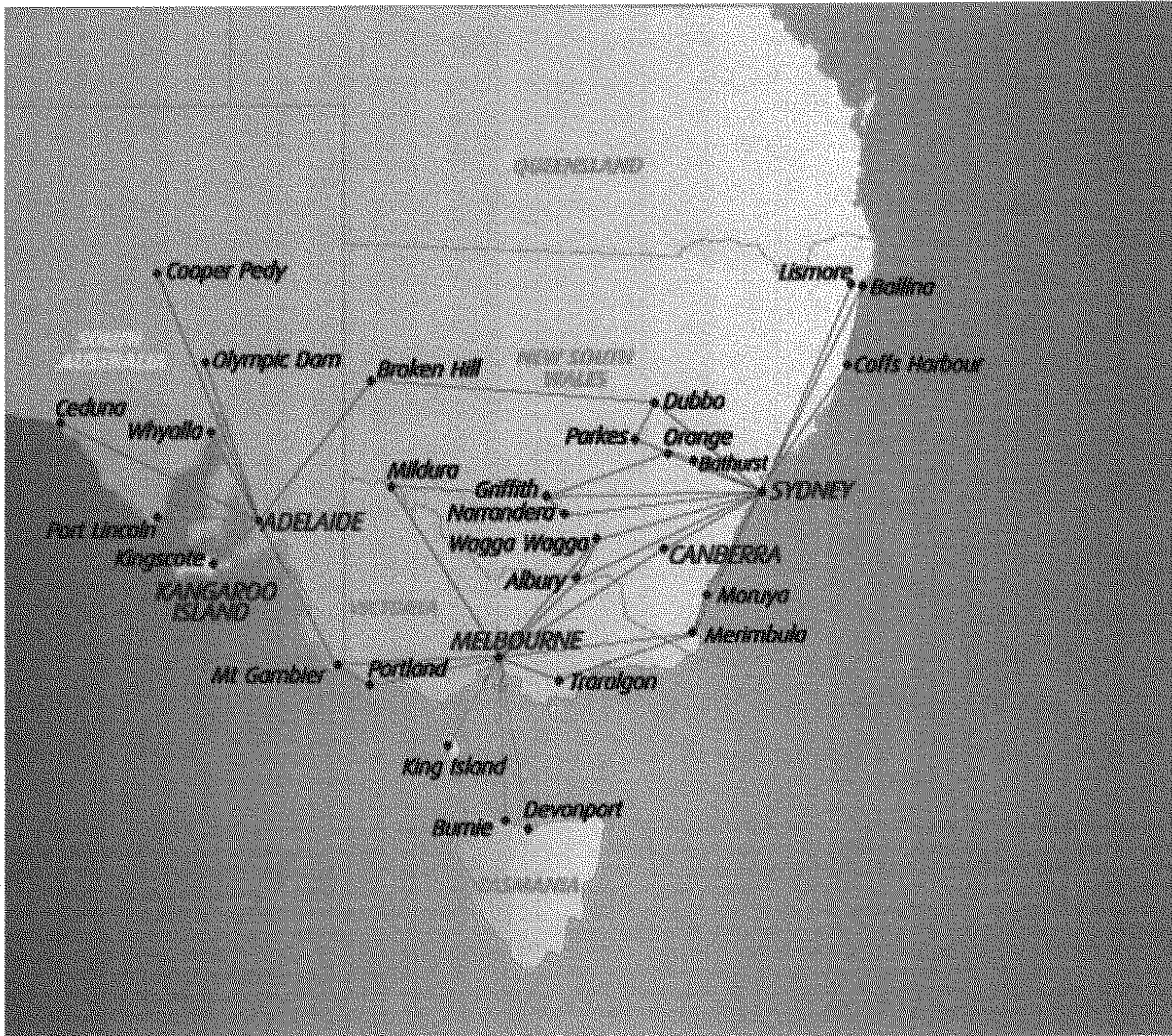 QUEENSLAND
Cooper Pedy
Lismore
Ballina
Olympic Dam
Broken Hill
NEW SOUTH
WALES
Coffs Harbour
Ceduna
Whyalla
Dubbo
Parkes
Orange
Bathurst
Mildura
Griffith
SYDNEY
Narrandera
ADELAIDE
Port Lincoln
Wagga Wagga
CANBERRA
Kingscote
Albury
KANGAROO
ISLAND
Moruya
VICTORIA
MELBOURNE
Merimbula
Mt Gambier
Portland
Traralgon
King Island
Devonport
Burnie
TASMANIA